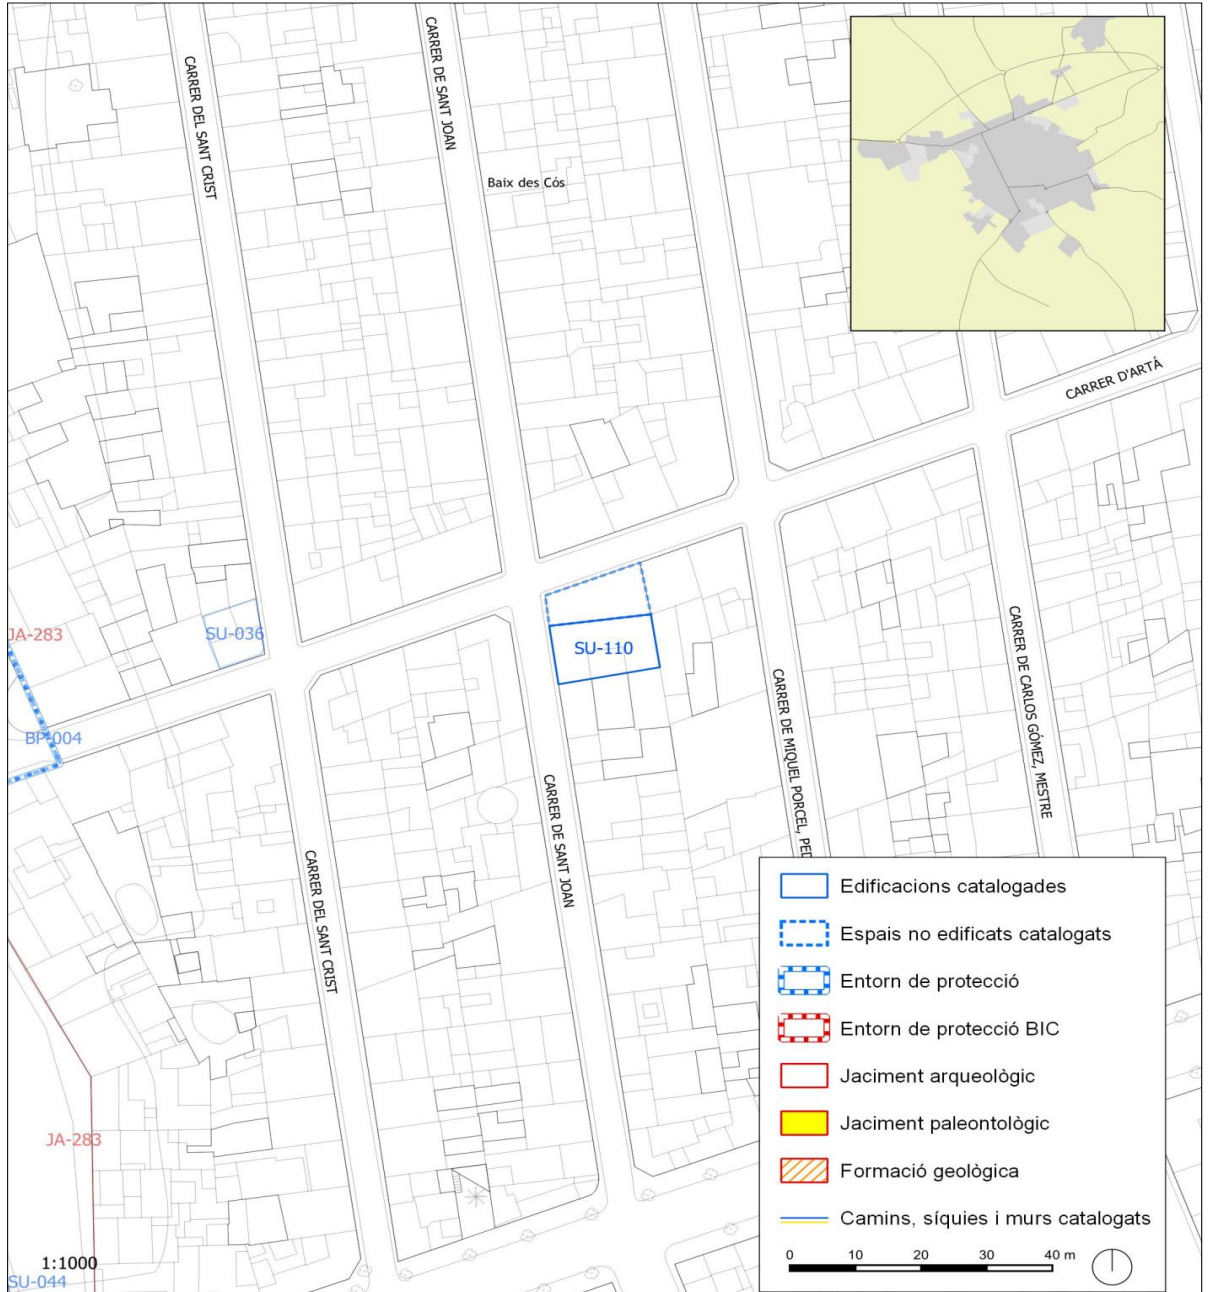 CARRER DEL SANT CRIST
CARRER DE SANT JOAN
Baix des Cós
CARRER D'ARTÁ
JA-283
SU-036
SU-110
BP-004
CARRER DE MIQUEL PORCEL, PED
CARRER DE CARLOS GÓMEZ, MESTRE
CARRER DE SANT JOAN
CARRER DEL SANT CRIST
JA-283
1:1000
SU-044
Edificacions catalogades
Espais no edificats catalogats
Entorn de protecció
Entorn de protecció BIC
Jaciment arqueològic
Jaciment paleontològic
Formació geològica
Camins, síquies i murs catalogats
0 10 20 30 40 m